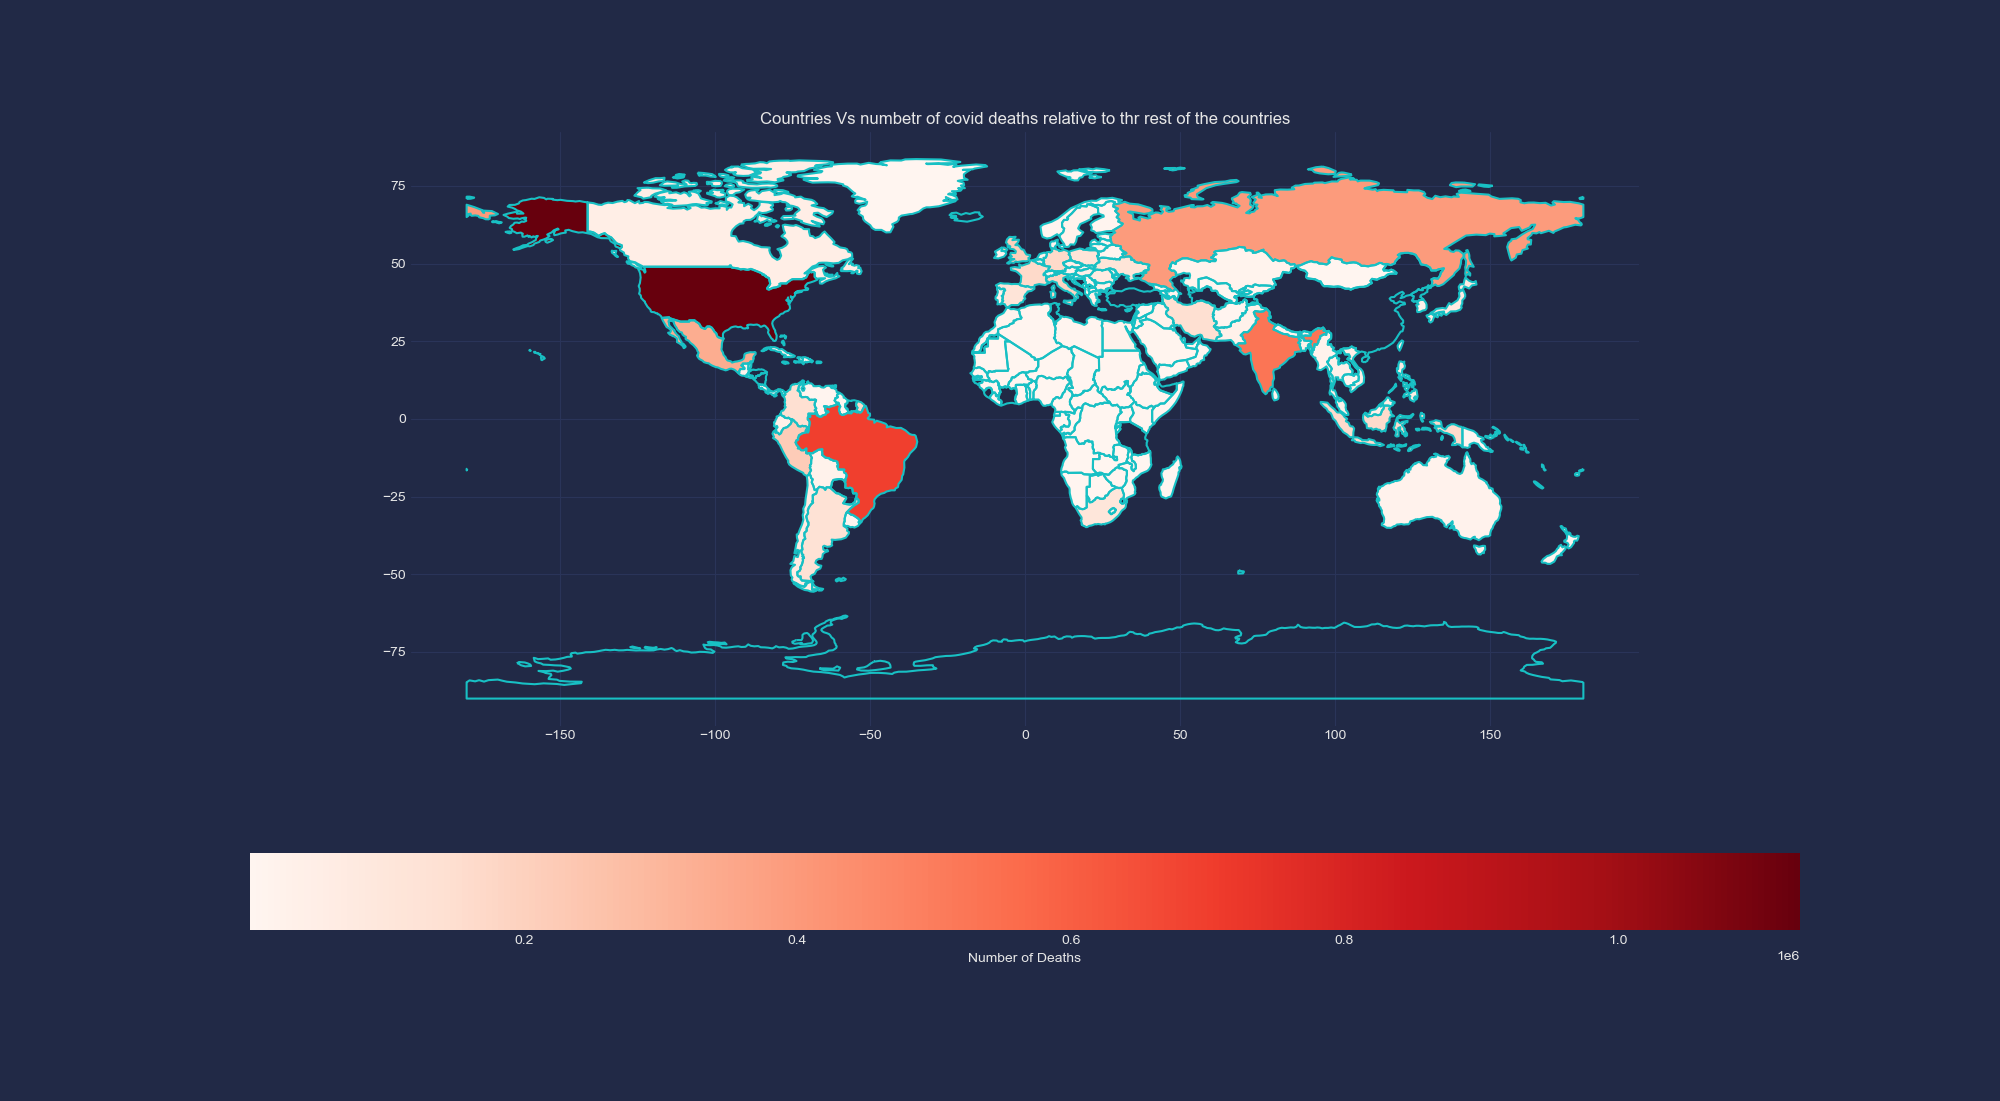 Countries Vs numbetr of covid deaths relative to thr rest of the countries
75
50
25
0
−25
−50
−75
−150 −100 −50 0 50 100 150
0.2 0.4 0.6 0.8 1.0
1e6
Number of Deaths